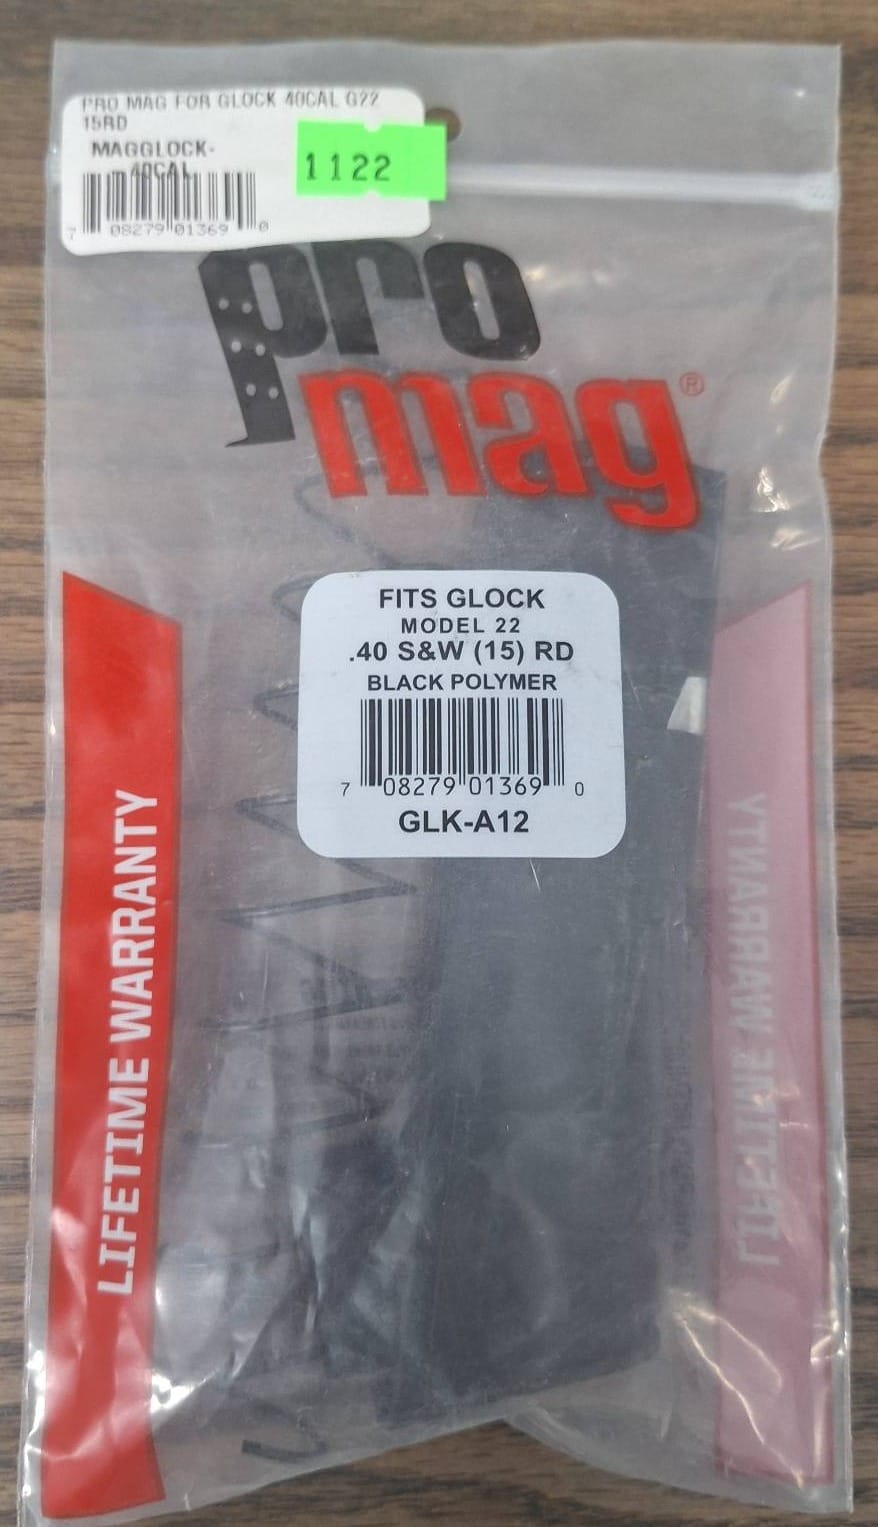 PRO MAG FOR GLOCK 40CAL G22
15RD
MAGGLOCK-
40CAL
1122
7 08279 01369 0
pro
mag®
FITS GLOCK
MODEL 22
.40 S&W (15) RD
BLACK POLYMER
7 08279 01369 0
GLK-A12
LIFETIME WARRANTY
LIFETIME WARRANTY